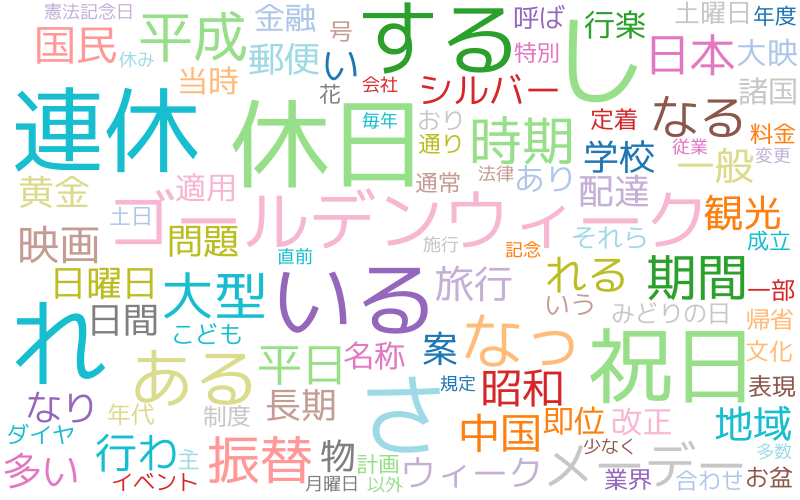 憲法記念日
金融
する
呼ば
行楽
土曜日
年度
国民
平成
号
し
日本
大映
休み
郵便
い
特別
当時
会社
シルバー
諸国
花
連休
休日
毎年
おり
通り
時期
定着
なる
料金
学校
従業
一般
変更
黄金
適用
通常
法律
あり
配達
土日
ゴールデンウィーク
観光
映画
問題
直前
施行
記念
それら
成立
日曜日
大型
いる
旅行
れる
期間
一部
日間
いう
みどりの日
帰省
れ
こども
ある
平日
名称
案
なっ
祝日
文化
さ
規定
昭和
表現
なり
年代
制度
長期
ダイヤ
行わ
主
振替
物
中国
即位
改正
地域
多い
イベント
計画
ウィーク
少なく
メーデー
多数
月曜日
以外
業界
合わせ
お盆